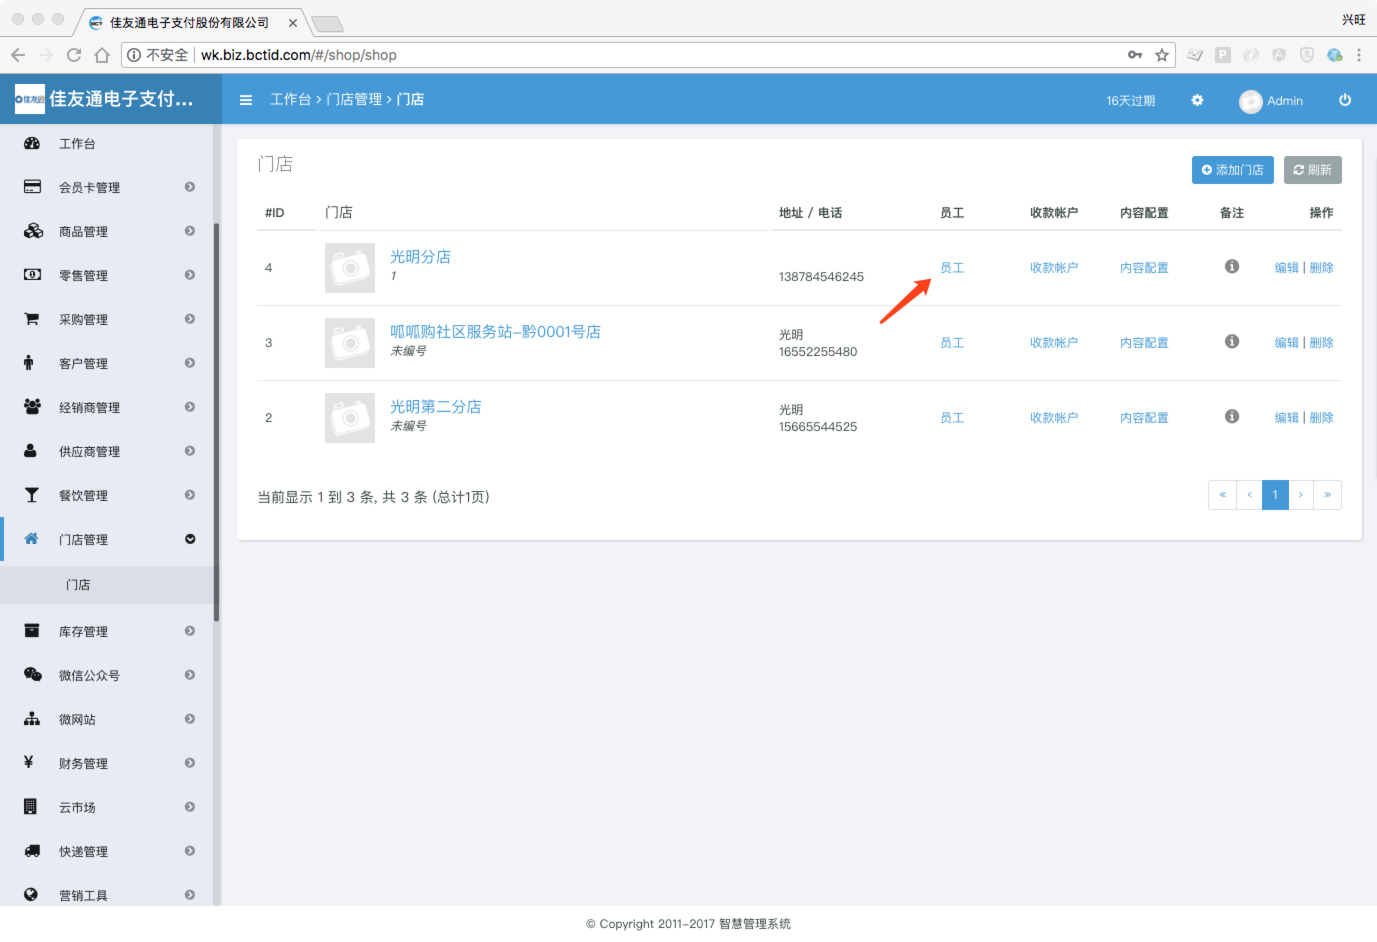 佳友通电子支付股份有限公司
兴旺
不安全 wk.biz.bctid.com/#/shop/shop
佳友通电子支付...
工作台 › 门店管理 › 门店
16天过期
Admin
工作台
会员卡管理
商品管理
零售管理
采购管理
客户管理
经销商管理
供应商管理
餐饮管理
门店管理
门店
库存管理
微信公众号
微网站
财务管理
云市场
快递管理
营销工具
门店
添加门店
刷新
#ID 门店 地址 / 电话 员工 收款帐户 内容配置 备注 操作
4 光明分店 1 138784546245 员工 收款帐户 内容配置 编辑 | 删除
3 呱呱购社区服务站-黔0001号店 未编号 光明 16552255480 员工 收款帐户 内容配置 编辑 | 删除
2 光明第二分店 未编号 光明 15665544525 员工 收款帐户 内容配置 编辑 | 删除
当前显示 1 到 3 条, 共 3 条 (总计1页)
« ‹ 1 › »
© Copyright 2011-2017 智慧管理系统